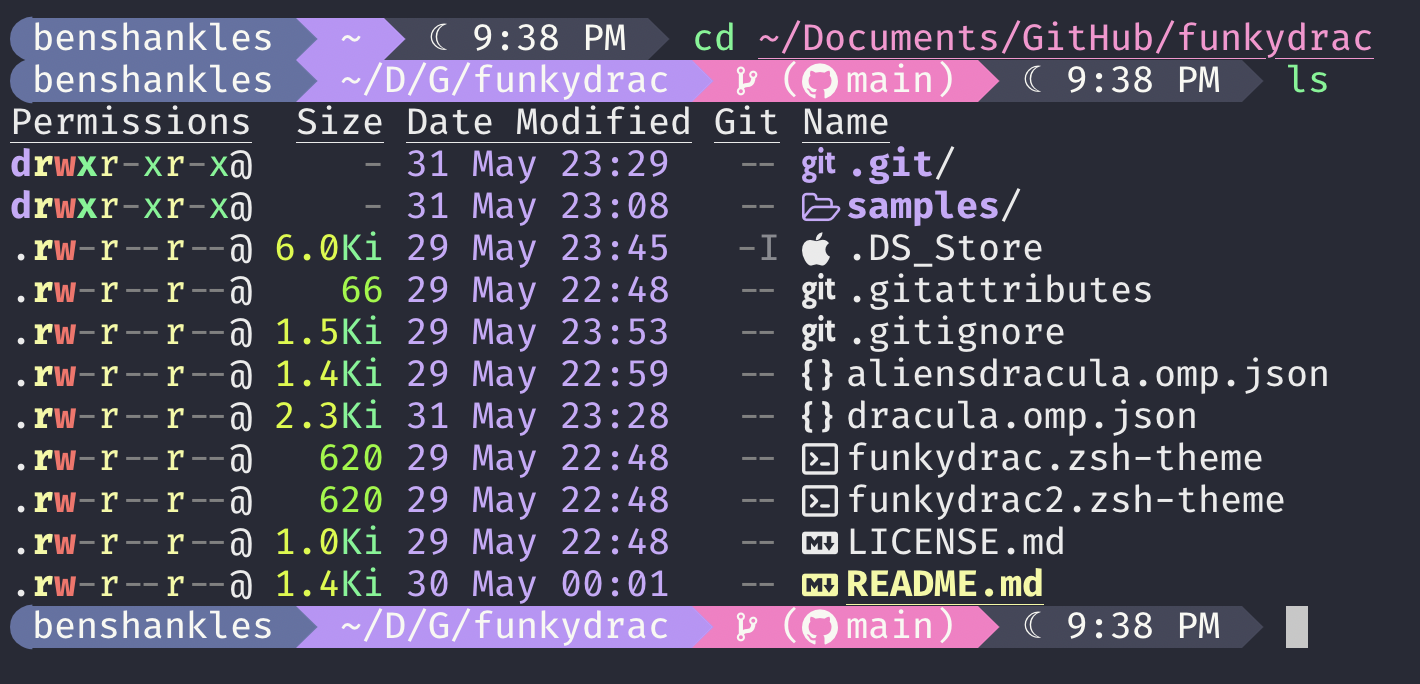 benshankles ~ ☾ 9:38 PM cd ~/Documents/GitHub/funkydrac
benshankles ~/D/G/funkydrac (main) ☾ 9:38 PM ls
Permissions Size Date Modified Git Name
drwxr-xr-x@ - 31 May 23:29 -- git .git/
drwxr-xr-x@ - 31 May 23:08 -- samples/
.rw-r--r--@ 6.0Ki 29 May 23:45 -I .DS_Store
.rw-r--r--@ 66 29 May 22:48 -- git .gitattributes
.rw-r--r--@ 1.5Ki 29 May 23:53 -- git .gitignore
.rw-r--r--@ 1.4Ki 29 May 22:59 -- {} aliensdracula.omp.json
.rw-r--r--@ 2.3Ki 31 May 23:28 -- {} dracula.omp.json
.rw-r--r--@ 620 29 May 22:48 -- funkydrac.zsh-theme
.rw-r--r--@ 620 29 May 22:48 -- funkydrac2.zsh-theme
.rw-r--r--@ 1.0Ki 29 May 22:48 -- LICENSE.md
.rw-r--r--@ 1.4Ki 30 May 00:01 -- README.md
benshankles ~/D/G/funkydrac (main) ☾ 9:38 PM